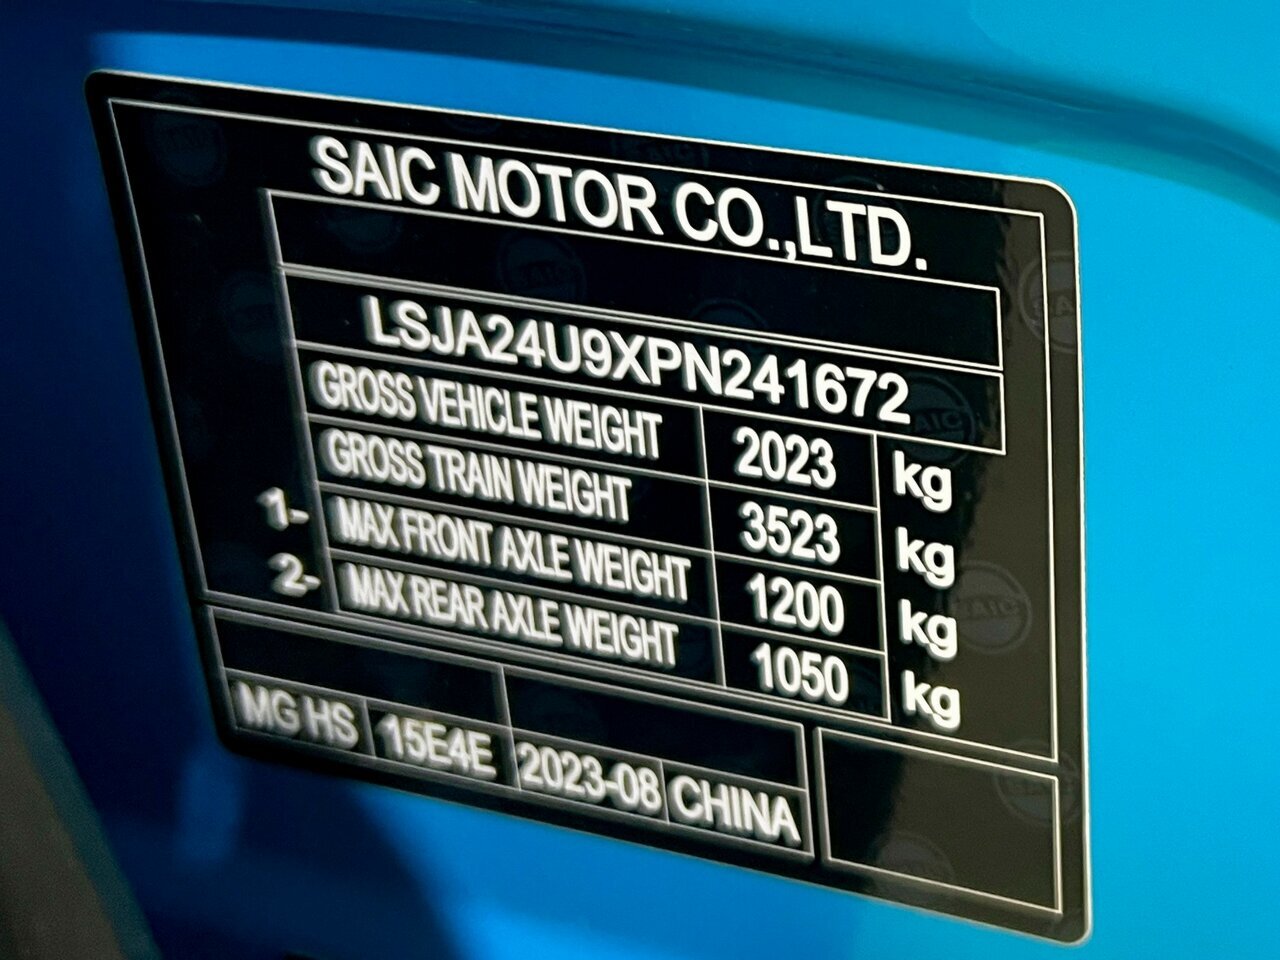 SAIC MOTOR CO.,LTD.
LSJA24U9XPN241672
GROSS VEHICLE WEIGHT 2023 kg
GROSS TRAIN WEIGHT 3523 kg
1- MAX FRONT AXLE WEIGHT 1200 kg
2- MAX REAR AXLE WEIGHT 1050 kg
MG HS 15E4E 2023-08 CHINA